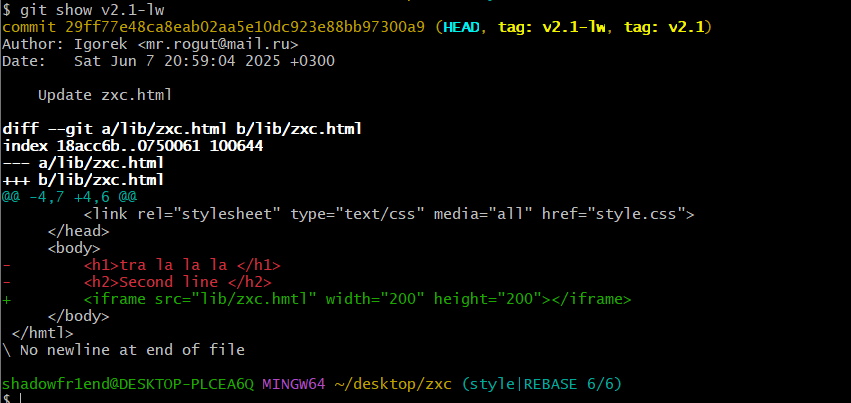 $ git show v2.1-lw
commit 29ff77e48ca8eab02aa5e10dc923e88bb97300a9 (HEAD, tag: v2.1-lw, tag: v2.1)
Author: Igorek <mr.rogut@mail.ru>
Date:   Sat Jun 7 20:59:04 2025 +0300
    Update zxc.html
diff --git a/lib/zxc.html b/lib/zxc.html
index 18acc6b..0750061 100644
--- a/lib/zxc.html
+++ b/lib/zxc.html
@@ -4,7 +4,6 @@
         <link rel="stylesheet" type="text/css" media="all" href="style.css">
     </head>
     <body>
-        <h1>tra la la la </h1>
-        <h2>Second line </h2>
+        <iframe src="lib/zxc.hmtl" width="200" height="200"></iframe>
     </body>
 </hmtl>
\ No newline at end of file
shadowfr1end@DESKTOP-PLCEA6Q MINGW64 ~/desktop/zxc (style|REBASE 6/6)
$